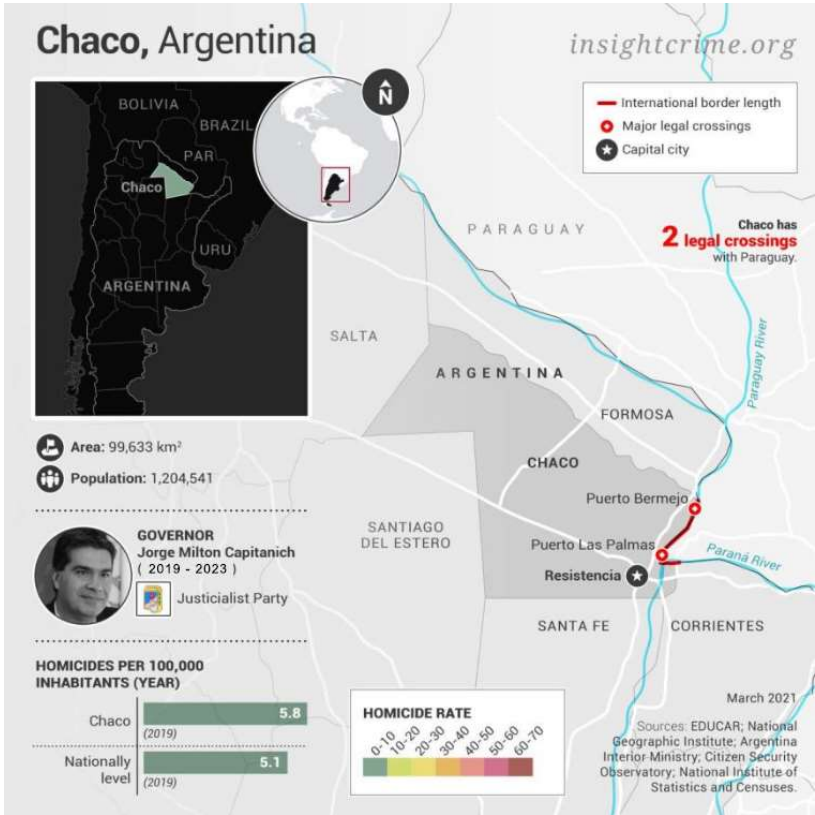 Chaco, Argentina
insightcrime.org
BOLIVIA
BRAZIL
PAR
Chaco
URU
ARGENTINA
N
International border length
Major legal crossings
Capital city
Chaco has
2 legal crossings
with Paraguay.
PARAGUAY
Paraguay River
SALTA
ARGENTINA
FORMOSA
CHACO
Puerto Bermejo
SANTIAGO
DEL ESTERO
Puerto Las Palmas
Paraná River
Resistencia
SANTA FE
CORRIENTES
Area: 99,633 km²
Population: 1,204,541
GOVERNOR
Jorge Milton Capitanich
( 2019 - 2023 )
Justicialist Party
HOMICIDES PER 100,000
INHABITANTS (YEAR)
Chaco
5.8
(2019)
Nationally
level
5.1
(2019)
HOMICIDE RATE
0-10
10-20
20-30
30-40
40-50
50-60
60-70
March 2021
Sources: EDUCAR; National
Geographic Institute; Argentina
Interior Ministry; Citizen Security
Observatory; National Institute of
Statistics and Censuses.